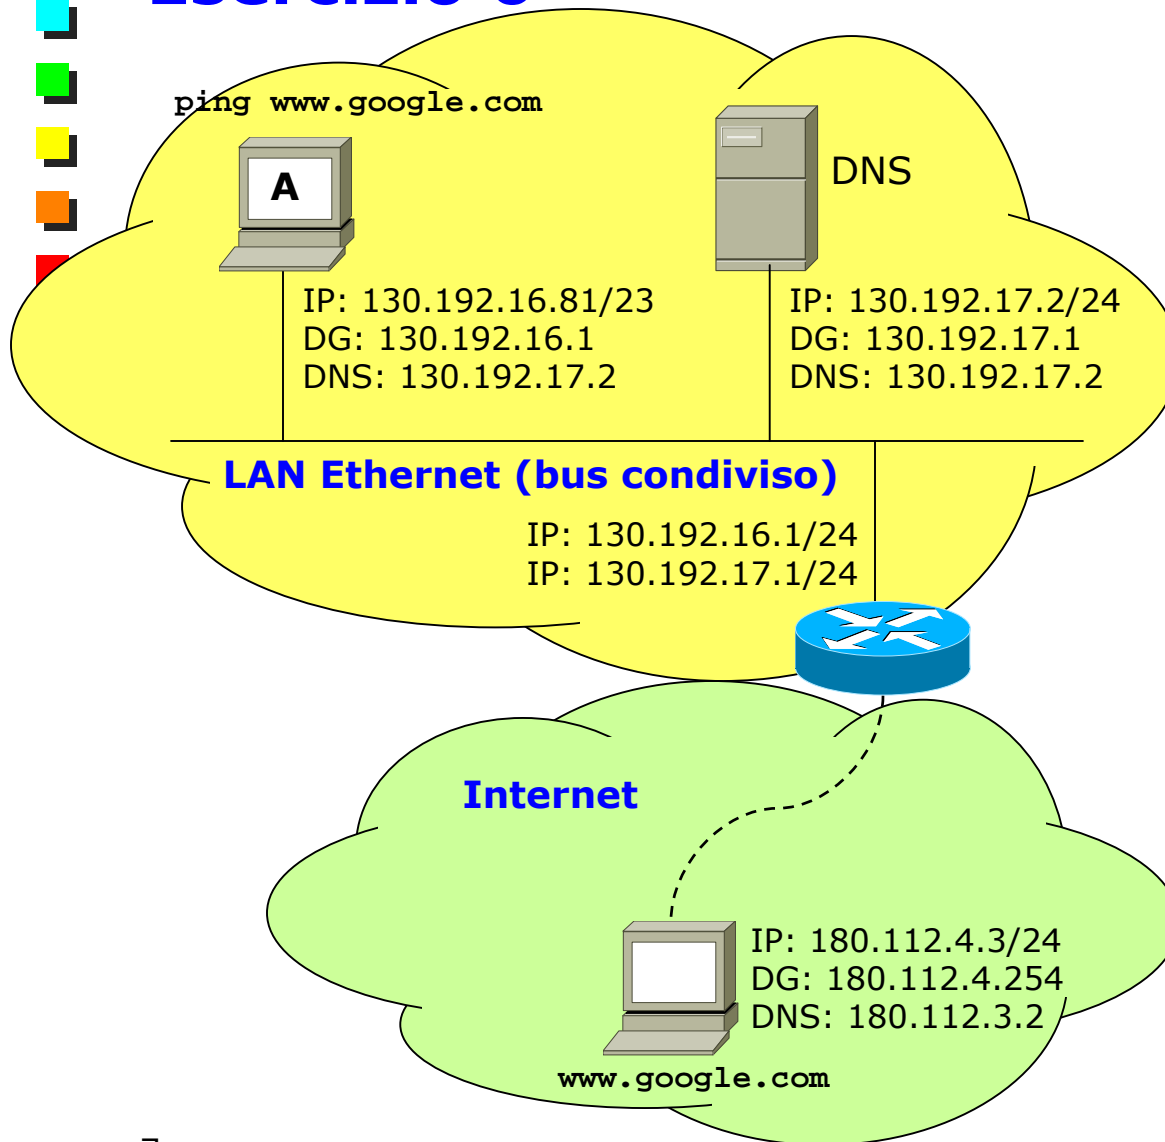 ping www.google.com
A
DNS
IP: 130.192.16.81/23
DG: 130.192.16.1
DNS: 130.192.17.2
IP: 130.192.17.2/24
DG: 130.192.17.1
DNS: 130.192.17.2
LAN Ethernet (bus condiviso)
IP: 130.192.16.1/24
IP: 130.192.17.1/24
Internet
IP: 180.112.4.3/24
DG: 180.112.4.254
DNS: 180.112.3.2
www.google.com